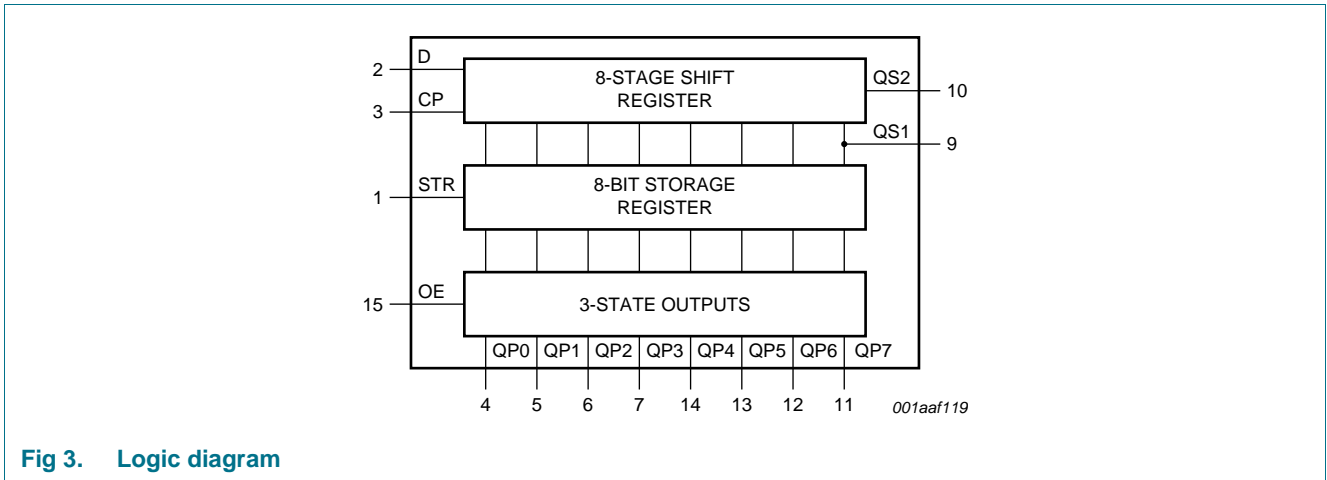 D
2
8-STAGE SHIFT
REGISTER
QS2
10
CP
3
QS1
9
STR
1
8-BIT STORAGE
REGISTER
OE
15
3-STATE OUTPUTS
QP0 QP1 QP2 QP3 QP4 QP5 QP6 QP7
4 5 6 7 14 13 12 11
001aaf119
Fig 3. Logic diagram